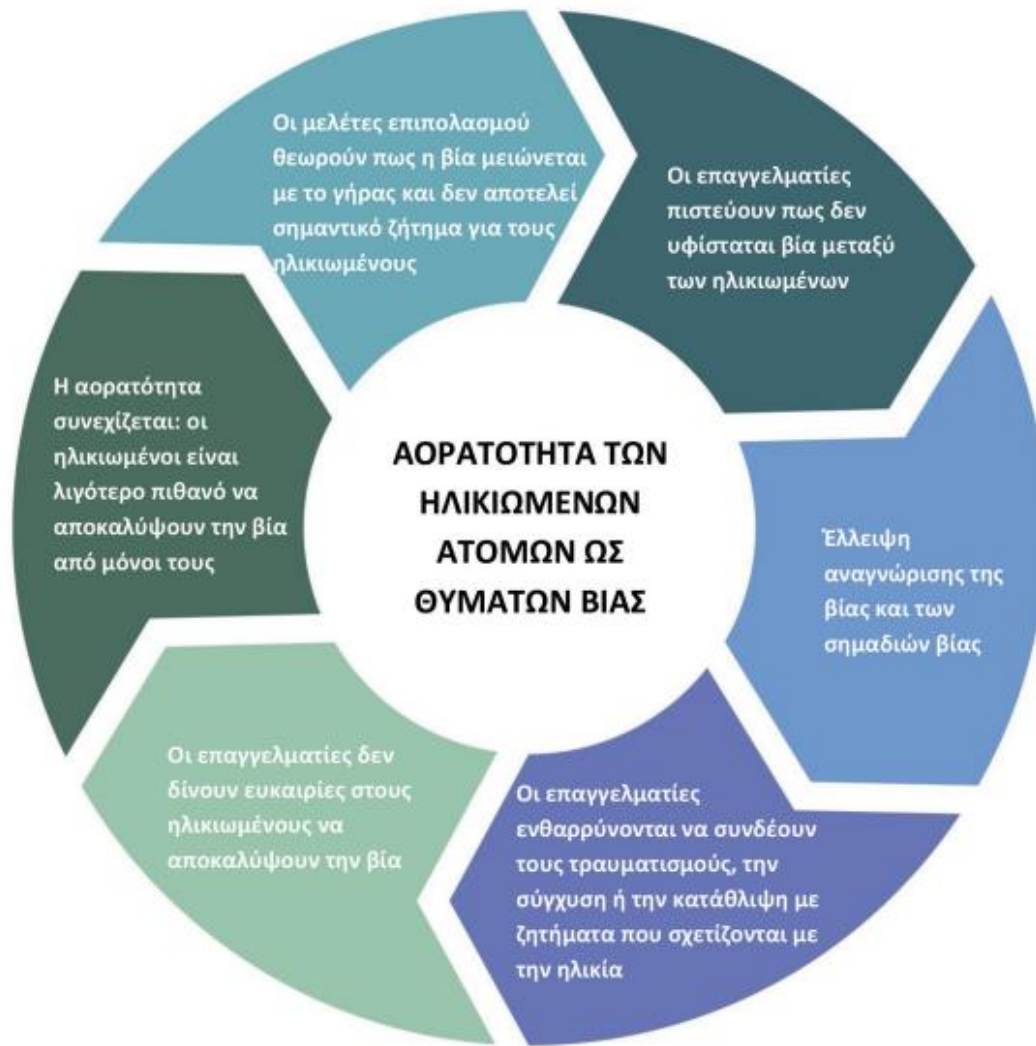 Οι μελέτες επιπολασμού
θεωρούν πως η βία μειώνεται
με το γήρας και δεν αποτελεί
σημαντικό ζήτημα για τους
ηλικιωμένους
Οι επαγγελματίες
πιστεύουν πως δεν
υφίσταται βία μεταξύ
των ηλικιωμένων
Έλλειψη
αναγνώρισης της
βίας και των
σημαδιών βίας
Οι επαγγελματίες
ενθαρρύνονται να συνδέουν
τους τραυματισμούς, την
σύγχυση ή την κατάθλιψη με
ζητήματα που σχετίζονται με
την ηλικία
Οι επαγγελματίες δεν
δίνουν ευκαιρίες στους
ηλικιωμένους να
αποκαλύψουν την βία
Η αορατότητα
συνεχίζεται: οι
ηλικιωμένοι είναι
λιγότερο πιθανό να
αποκαλύψουν την βία
από μόνοι τους
ΑΟΡΑΤΟΤΗΤΑ ΤΩΝ
ΗΛΙΚΙΩΜΕΝΩΝ
ΑΤΟΜΩΝ ΩΣ
ΘΥΜΑΤΩΝ ΒΙΑΣ